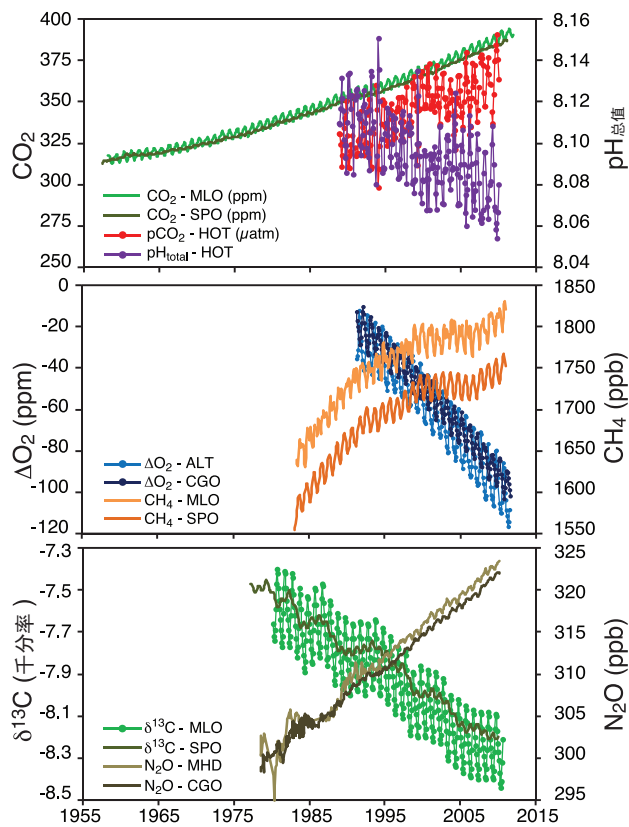 400
375
350
325
300
275
250
CO₂
8.16
8.14
8.12
8.10
8.08
8.06
8.04
pH总值
CO₂ - MLO (ppm)
CO₂ - SPO (ppm)
pCO₂ - HOT (µatm)
pHtotal - HOT
0
-20
-40
-60
-80
-100
-120
ΔO₂ (ppm)
1850
1800
1750
1700
1650
1600
1550
CH₄ (ppb)
ΔO₂ - ALT
ΔO₂ - CGO
CH₄ - MLO
CH₄ - SPO
-7.3
-7.5
-7.7
-7.9
-8.1
-8.3
-8.5
δ¹³C (千分率)
325
320
315
310
305
300
295
N₂O (ppb)
δ¹³C - MLO
δ¹³C - SPO
N₂O - MHD
N₂O - CGO
1955 1965 1975 1985 1995 2005 2015